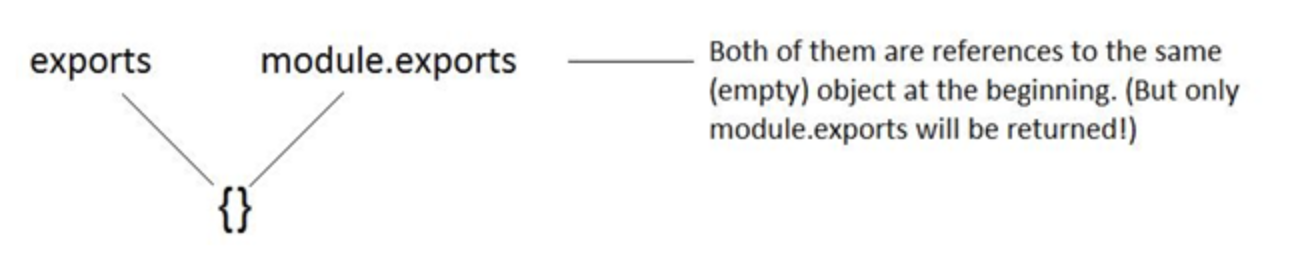 exports
module.exports
Both of them are references to the same
(empty) object at the beginning. (But only
module.exports will be returned!)
{}